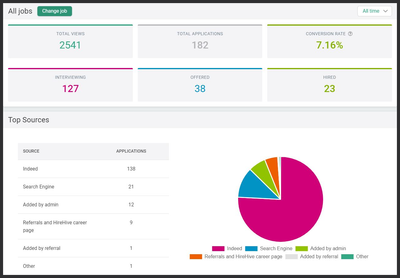 All jobs Change job All time
TOTAL VIEWS TOTAL APPLICATIONS CONVERSION RATE
2541 182 7.16%
INTERVIEWING OFFERED HIRED
127 38 23
Top Sources
SOURCE APPLICATIONS
Indeed 138
Search Engine 21
Added by admin 12
Referrals and HireHive career 9
page
Added by referral 1
Other 1
Indeed Search Engine Added by admin
Referrals and HireHive career page Added by referral Other